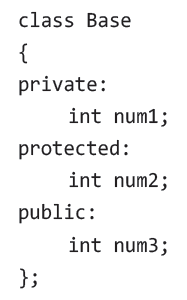 class Base
{
private:
    int num1;
protected:
    int num2;
public:
    int num3;
};